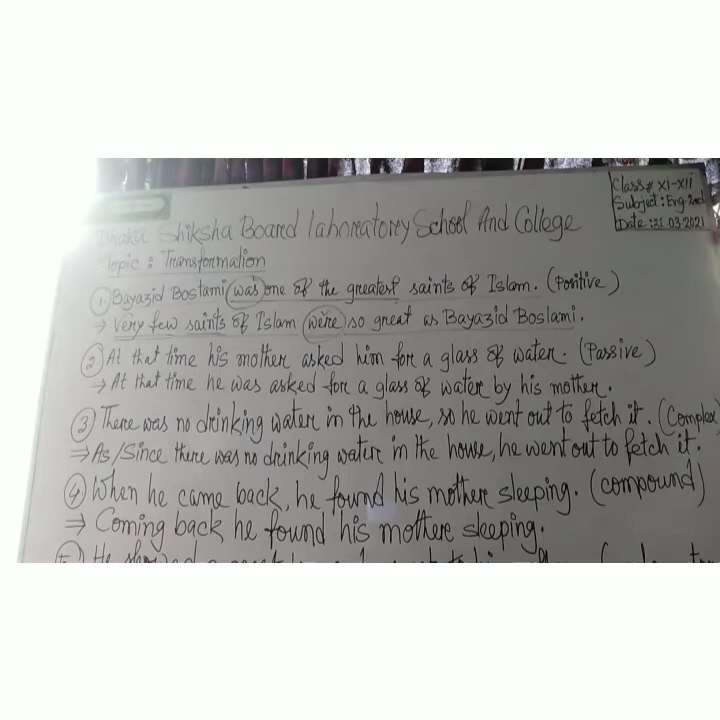 Class# XI-XII
Subject: Eng. 2nd
Date: 21.03.2021
Dhaka Shiksha Board Laboratory School And College
Topic: Transformation
1. Bayazid Bostami was one of the greatest saints of Islam. (Positive)
→ Very few saints of Islam were so great as Bayazid Bostami.
2 At that time his mother asked him for a glass of water. (Passive)
→ At that time he was asked for a glass of water by his mother.
3 There was no drinking water in the house, so he went out to fetch it. (Complex)
⇒ As/Since there was no drinking water in the house, he went out to fetch it.
4 When he came back, he found his mother sleeping. (compound)
⇒ Coming back he found his mother sleeping.
He showed a